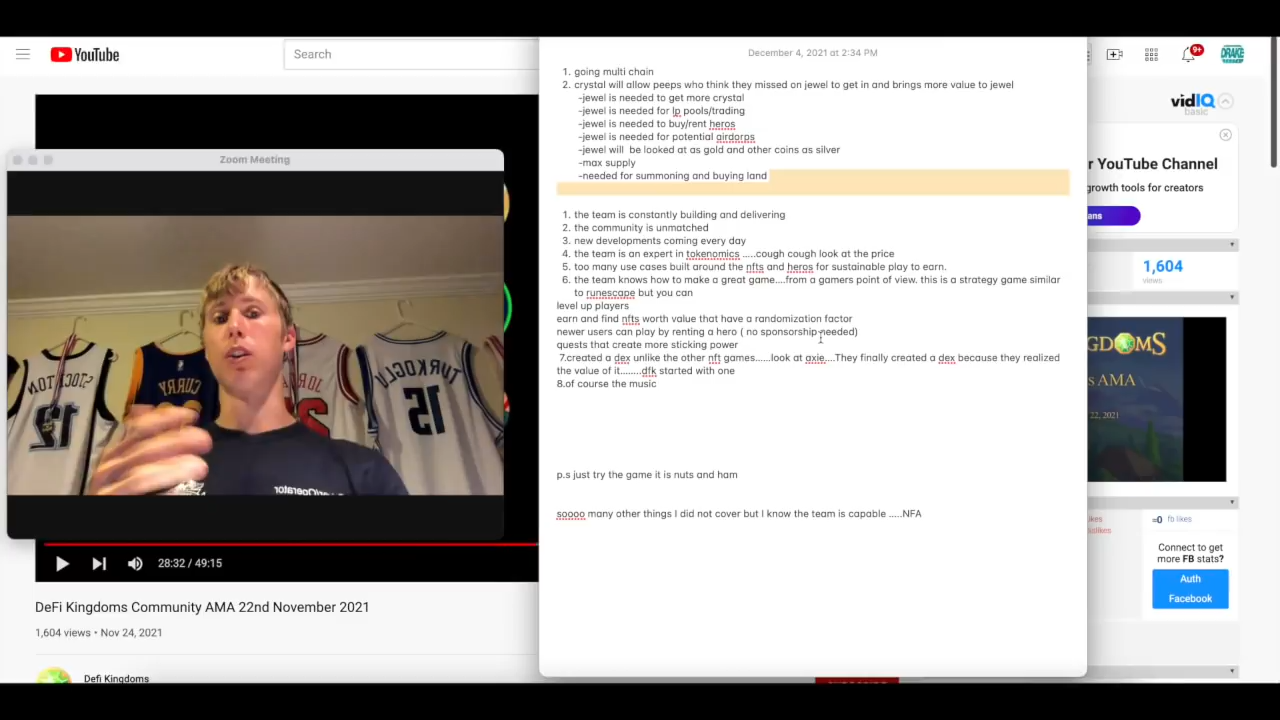 YouTube
Search
9+
DRAKE
December 4, 2021 at 2:34 PM
1. going multi chain
2. crystal will allow peeps who think they missed on jewel to get in and brings more value to jewel
-jewel is needed to get more crystal
-jewel is needed for lp pools/trading
-jewel is needed to buy/rent heros
-jewel is needed for potential airdorps
-jewel will be looked at as gold and other coins as silver
-max supply
-needed for summoning and buying land
1. the team is constantly building and delivering
2. the community is unmatched
3. new developments coming every day
4. the team is an expert in tokenomics .....cough cough look at the price
5. too many use cases built around the nfts and heros for sustainable play to earn.
6. the team knows how to make a great game....from a gamers point of view. this is a strategy game similar
to runescape but you can
level up players
earn and find nfts worth value that have a randomization factor
newer users can play by renting a hero ( no sponsorship needed)
quests that create more sticking power
7.created a dex unlike the other nft games......look at axie....They finally created a dex because they realized
the value of it........dfk started with one
8.of course the music
p.s just try the game it is nuts and ham
soooo many other things I did not cover but I know the team is capable .....NFA
Zoom Meeting
STOCKTON
12
CURRY
JORD
TURKOGLU
15
28:32 / 49:15
DeFi Kingdoms Community AMA 22nd November 2021
1,604 views • Nov 24, 2021
Defi Kingdoms
vidIQ
basic
r YouTube Channel
growth tools for creators
ans
1,604
views
GDOMS
s AMA
22, 2021
likes
islikes
=0 fb likes
Connect to get
more FB stats?
Auth
Facebook